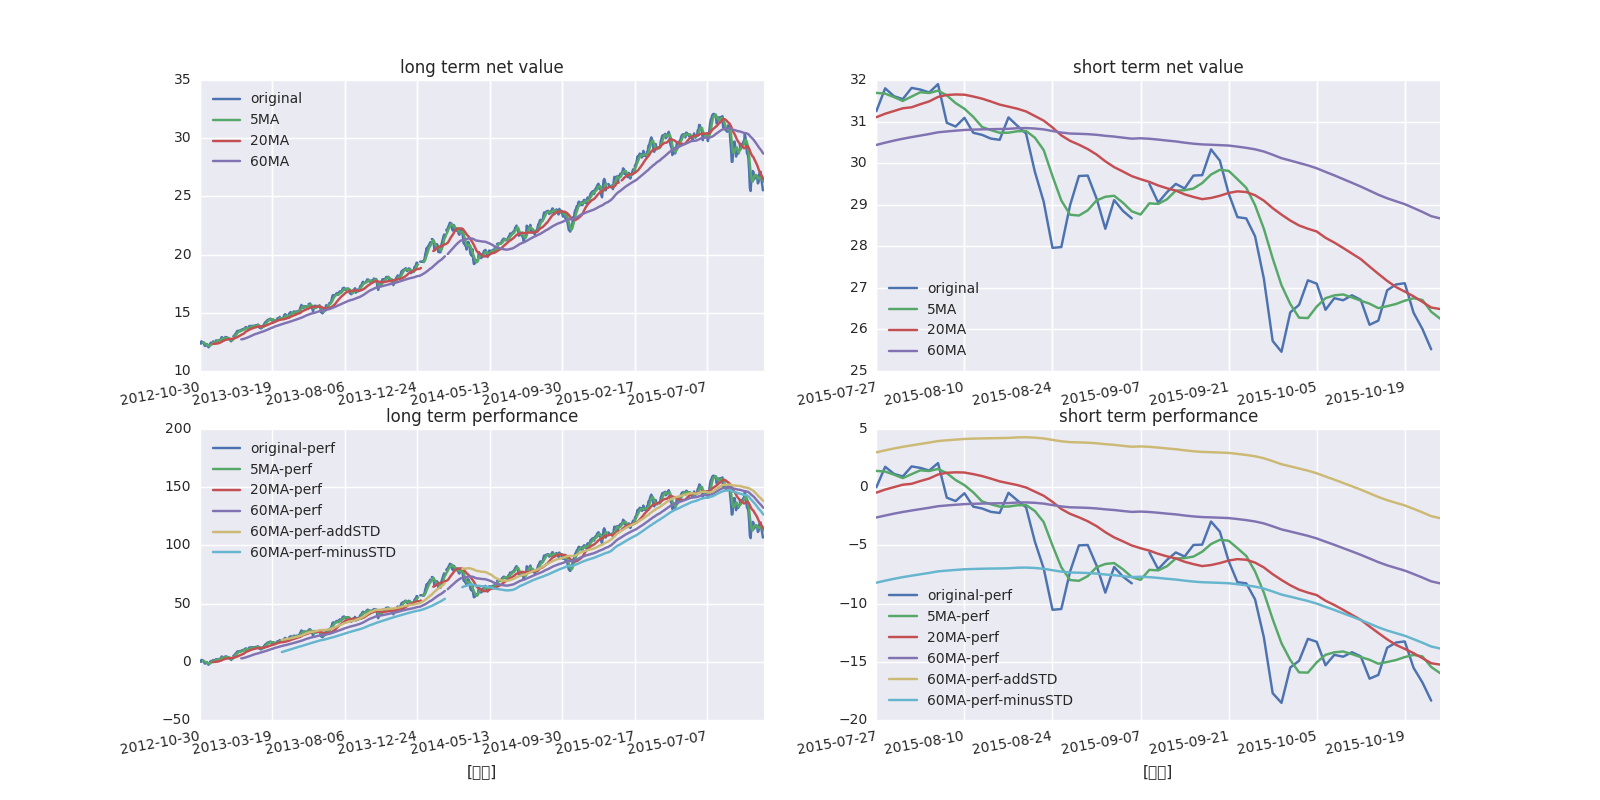 long term net value
35
30
25
20
15
10
original
5MA
20MA
60MA
2012-10-30
2013-03-19
2013-08-06
2013-12-24
2014-05-13
2014-09-30
2015-02-17
2015-07-07
short term net value
32
31
30
29
28
27
26
25
original
5MA
20MA
60MA
2015-07-27
2015-08-10
2015-08-24
2015-09-07
2015-09-21
2015-10-05
2015-10-19
long term performance
200
150
100
50
0
−50
original-perf
5MA-perf
20MA-perf
60MA-perf
60MA-perf-addSTD
60MA-perf-minusSTD
2012-10-30
2013-03-19
2013-08-06
2013-12-24
2014-05-13
2014-09-30
2015-02-17
2015-07-07
short term performance
5
0
−5
−10
−15
−20
original-perf
5MA-perf
20MA-perf
60MA-perf
60MA-perf-addSTD
60MA-perf-minusSTD
2015-07-27
2015-08-10
2015-08-24
2015-09-07
2015-09-21
2015-10-05
2015-10-19